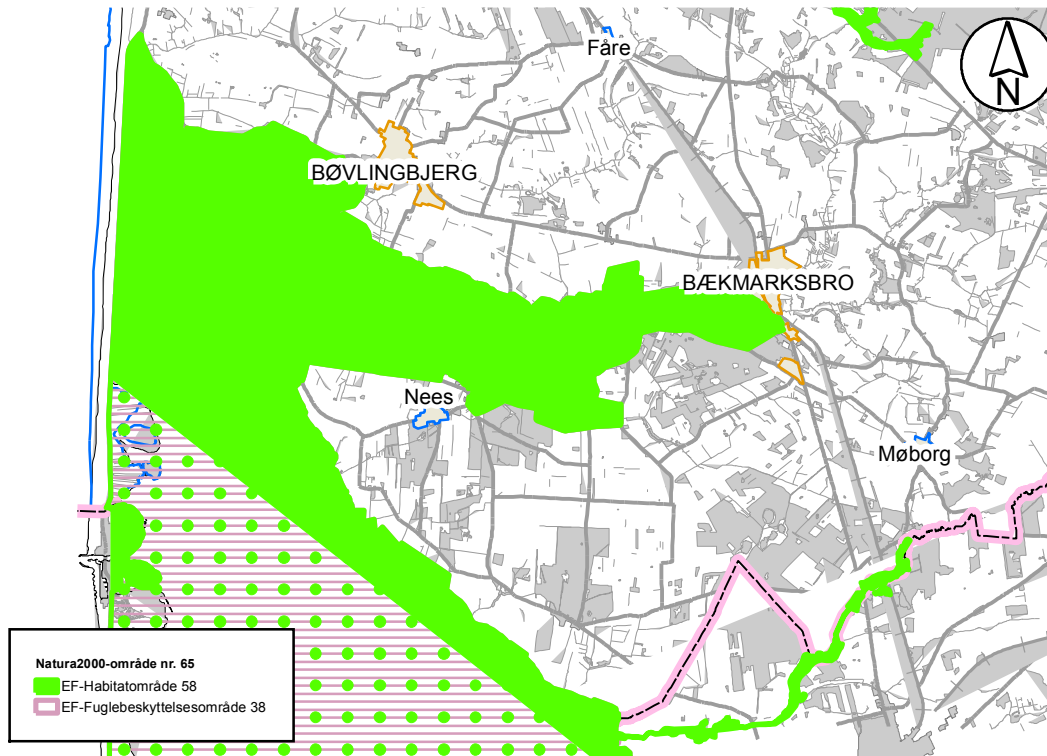 Fåre
N
BØVLINGBJERG
BÆKMARKSBRO
Nees
Møborg
Natura2000-område nr. 65
EF-Habitatområde 58
EF-Fuglebeskyttelsesområde 38